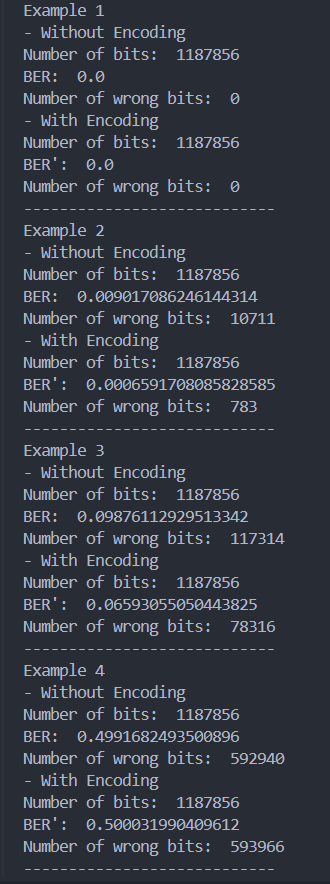 Example 1
- Without Encoding
Number of bits:  1187856
BER:  0.0
Number of wrong bits:  0
- With Encoding
Number of bits:  1187856
BER':  0.0
Number of wrong bits:  0
---------------------------
Example 2
- Without Encoding
Number of bits:  1187856
BER:  0.009017086246144314
Number of wrong bits:  10711
- With Encoding
Number of bits:  1187856
BER':  0.0006591708085828585
Number of wrong bits:  783
---------------------------
Example 3
- Without Encoding
Number of bits:  1187856
BER:  0.09876112929513342
Number of wrong bits:  117314
- With Encoding
Number of bits:  1187856
BER':  0.06593055050443825
Number of wrong bits:  78316
---------------------------
Example 4
- Without Encoding
Number of bits:  1187856
BER:  0.4991682493500896
Number of wrong bits:  592940
- With Encoding
Number of bits:  1187856
BER':  0.500031990409612
Number of wrong bits:  593966
---------------------------